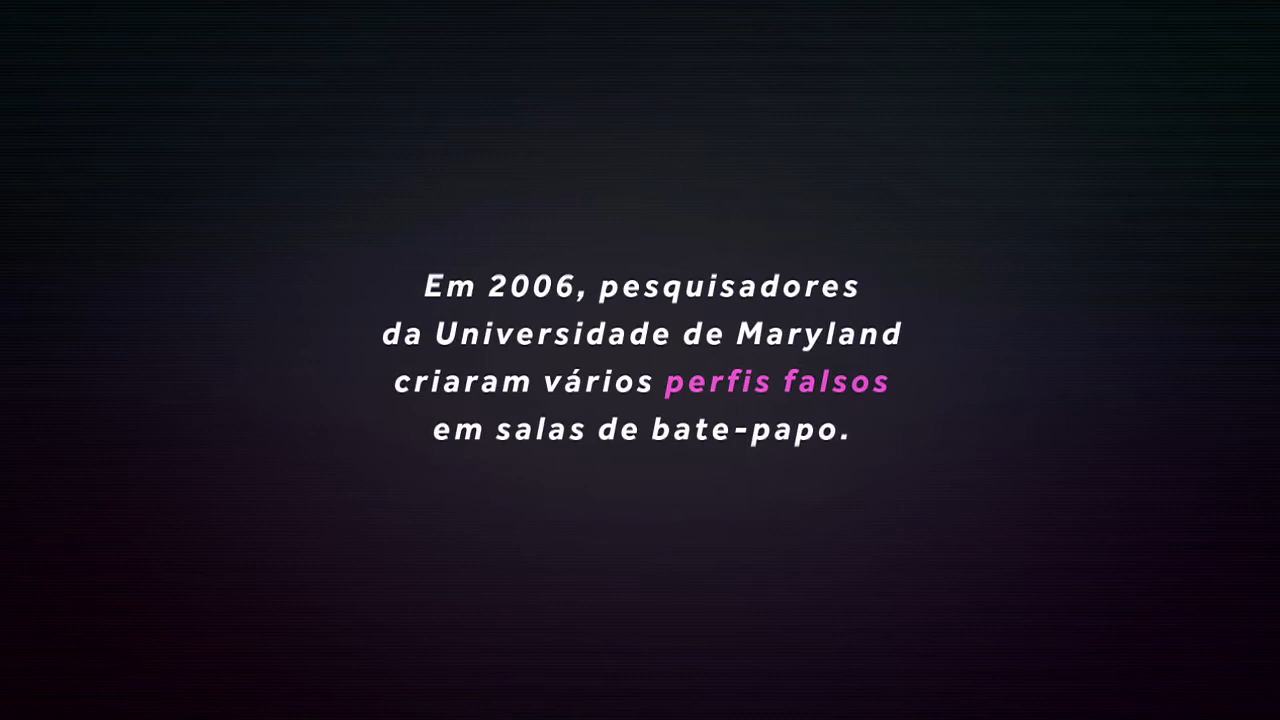 Em 2006, pesquisadores
da Universidade de Maryland
criaram vários perfis falsos
em salas de bate-papo.